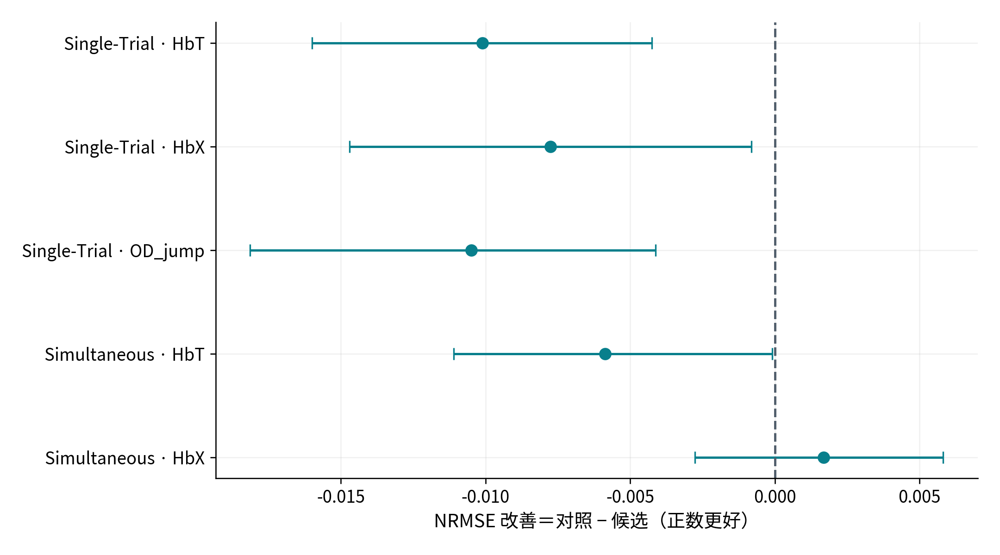 Single-Trial · HbT
Single-Trial · HbX
Single-Trial · OD_jump
Simultaneous · HbT
Simultaneous · HbX
-0.015 -0.010 -0.005 0.000 0.005
NRMSE 改善＝对照 − 候选（正数更好）